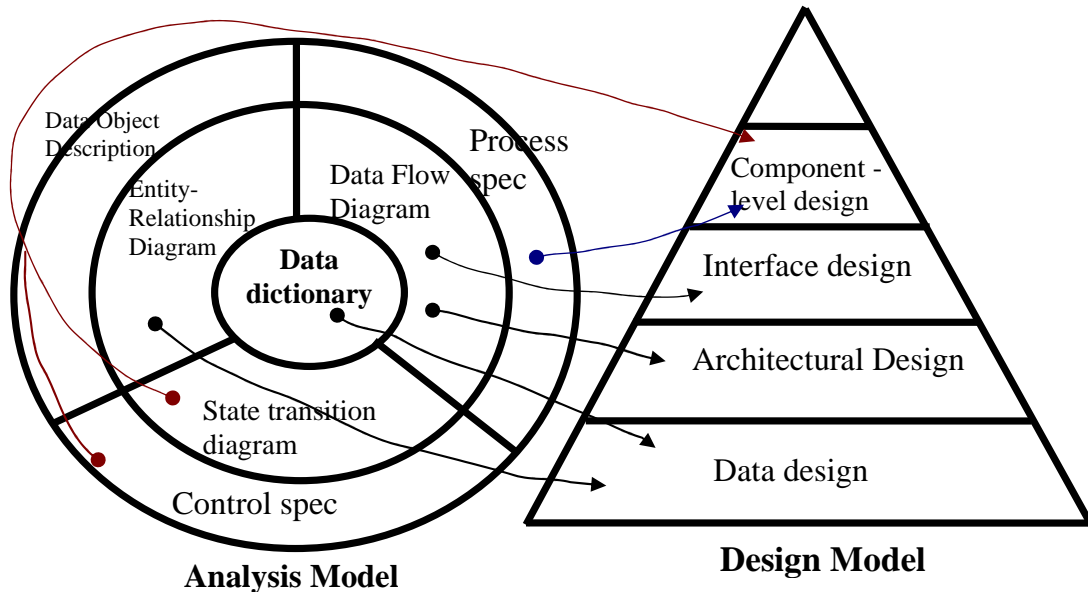 Data Object
Description
Process
spec
Entity-
Relationship
Diagram
Data Flow
Diagram
Data
dictionary
State transition
diagram
Control spec
Analysis Model
Component -
level design
Interface design
Architectural Design
Data design
Design Model